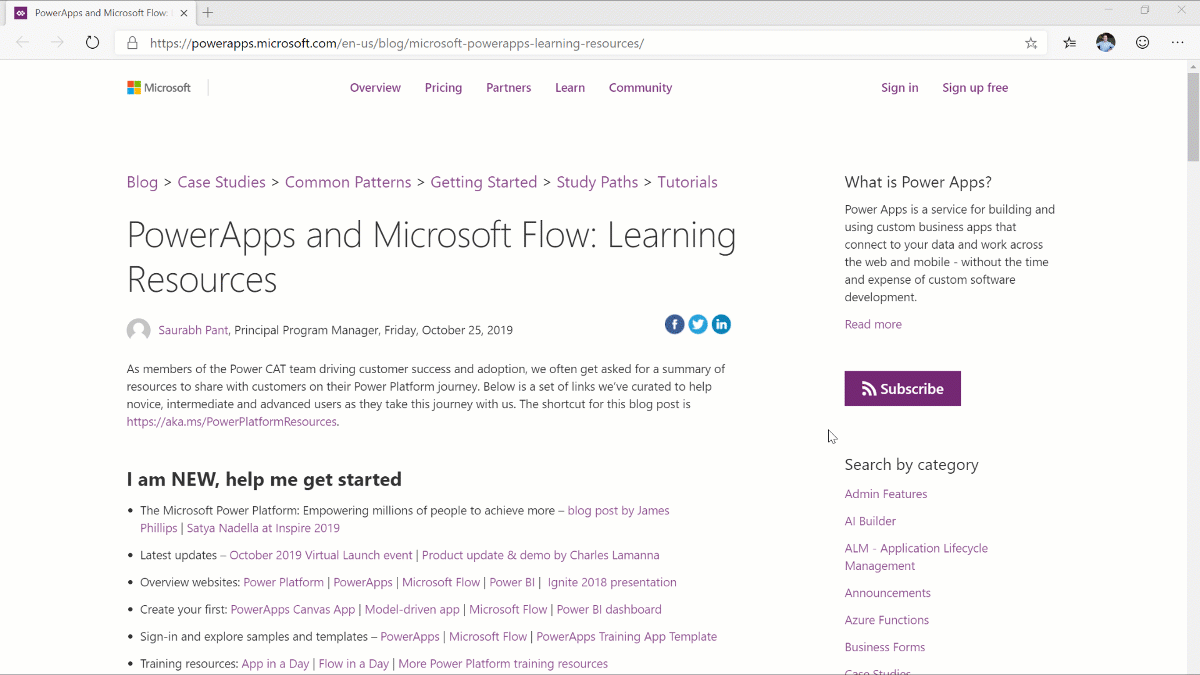 PowerApps and Microsoft Flow:
https://powerapps.microsoft.com/en-us/blog/microsoft-powerapps-learning-resources/
Microsoft
Overview Pricing Partners Learn Community
Sign in Sign up free
Blog > Case Studies > Common Patterns > Getting Started > Study Paths > Tutorials
PowerApps and Microsoft Flow: Learning
Resources
Saurabh Pant, Principal Program Manager, Friday, October 25, 2019
As members of the Power CAT team driving customer success and adoption, we often get asked for a summary of
resources to share with customers on their Power Platform journey. Below is a set of links we've curated to help
novice, intermediate and advanced users as they take this journey with us. The shortcut for this blog post is
https://aka.ms/PowerPlatformResources.
I am NEW, help me get started
• The Microsoft Power Platform: Empowering millions of people to achieve more – blog post by James
Phillips | Satya Nadella at Inspire 2019
• Latest updates – October 2019 Virtual Launch event | Product update & demo by Charles Lamanna
• Overview websites: Power Platform | PowerApps | Microsoft Flow | Power BI | Ignite 2018 presentation
• Create your first: PowerApps Canvas App | Model-driven app | Microsoft Flow | Power BI dashboard
• Sign-in and explore samples and templates – PowerApps | Microsoft Flow | PowerApps Training App Template
• Training resources: App in a Day | Flow in a Day | More Power Platform training resources
What is Power Apps?
Power Apps is a service for building and
using custom business apps that
connect to your data and work across
the web and mobile - without the time
and expense of custom software
development.
Read more
Subscribe
Search by category
Admin Features
AI Builder
ALM - Application Lifecycle
Management
Announcements
Azure Functions
Business Forms
Case Studies